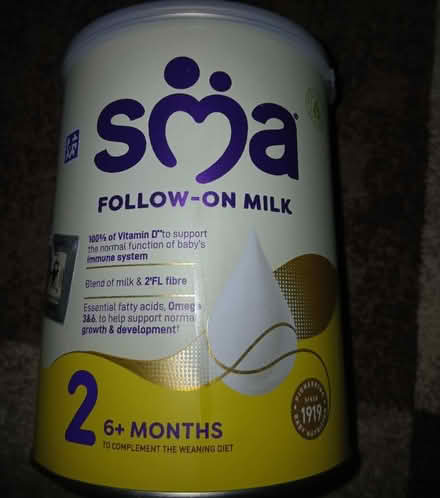 sma
FOLLOW-ON MILK
100% of Vitamin D**to support
the normal function of baby's
immune system
Blend of milk & 2'FL fibre
Essential fatty acids, Omega
3&6, to help support normal
growth & development†
2
6+ MONTHS
TO COMPLEMENT THE WEANING DIET
SINCE
1919